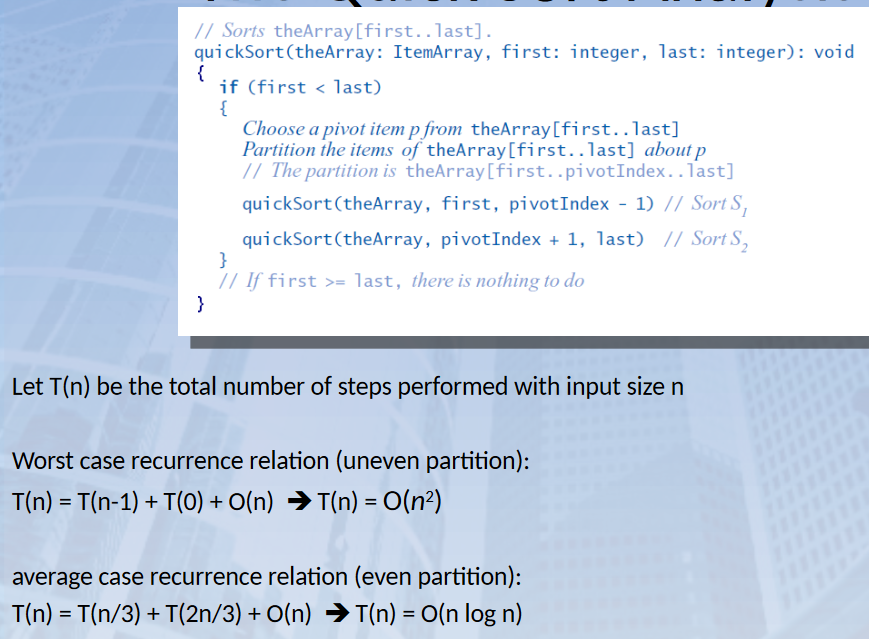 // Sorts theArray[first..last].
quickSort(theArray: ItemArray, first: integer, last: integer): void
{
if (first < last)
{
Choose a pivot item p from theArray[first..last]
Partition the items of theArray[first..last] about p
// The partition is theArray[first..pivotIndex..last]
quickSort(theArray, first, pivotIndex - 1) // Sort S₁
quickSort(theArray, pivotIndex + 1, last) // Sort S₂
}
// If first >= last, there is nothing to do
}
Let T(n) be the total number of steps performed with input size n
Worst case recurrence relation (uneven partition):
T(n) = T(n-1) + T(0) + O(n) ➔ T(n) = O(n²)
average case recurrence relation (even partition):
T(n) = T(n/3) + T(2n/3) + O(n) ➔ T(n) = O(n log n)